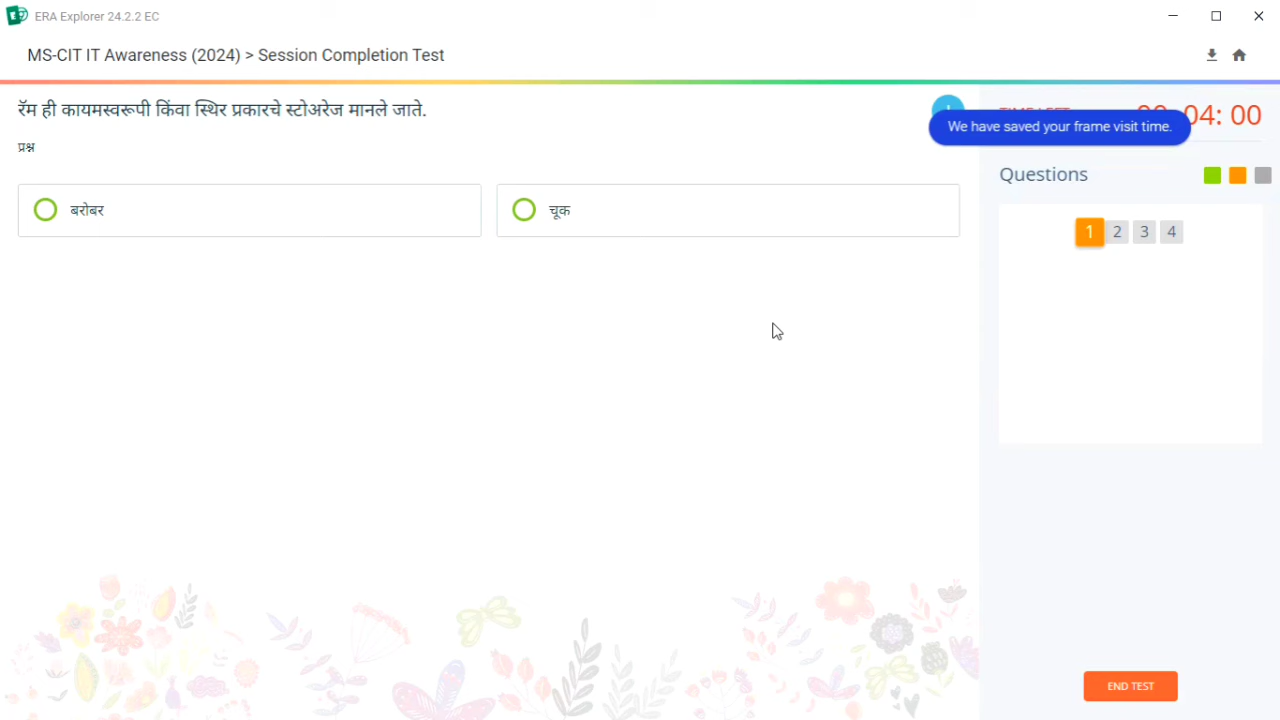 ERA Explorer 24.2.2 EC
MS-CIT IT Awareness (2024) > Session Completion Test
रॅम ही कायमस्वरूपी किंवा स्थिर प्रकारचे स्टोअरेज मानले जाते.
We have saved your frame visit time.
04: 00
प्रश्न
Questions
बरोबर
चूक
1 2 3 4
END TEST